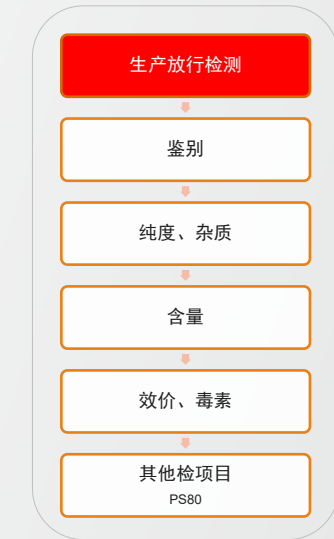 生产放行检测
鉴别
纯度、杂质
含量
效价、毒素
其他检项目
PS80